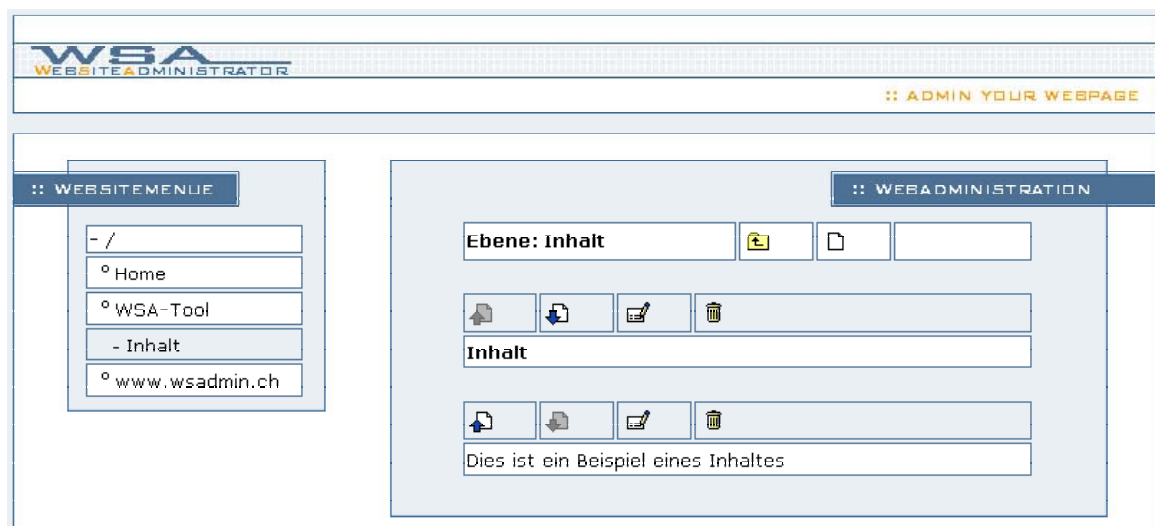 WSA
WEBSITEADMINISTRATOR
:: ADMIN YOUR WEBPAGE
:: WEBSITEMENUE
- /
° Home
° WSA-Tool
- Inhalt
° www.wsadmin.ch
:: WEBADMINISTRATION
Ebene: Inhalt
Inhalt
Dies ist ein Beispiel eines Inhaltes